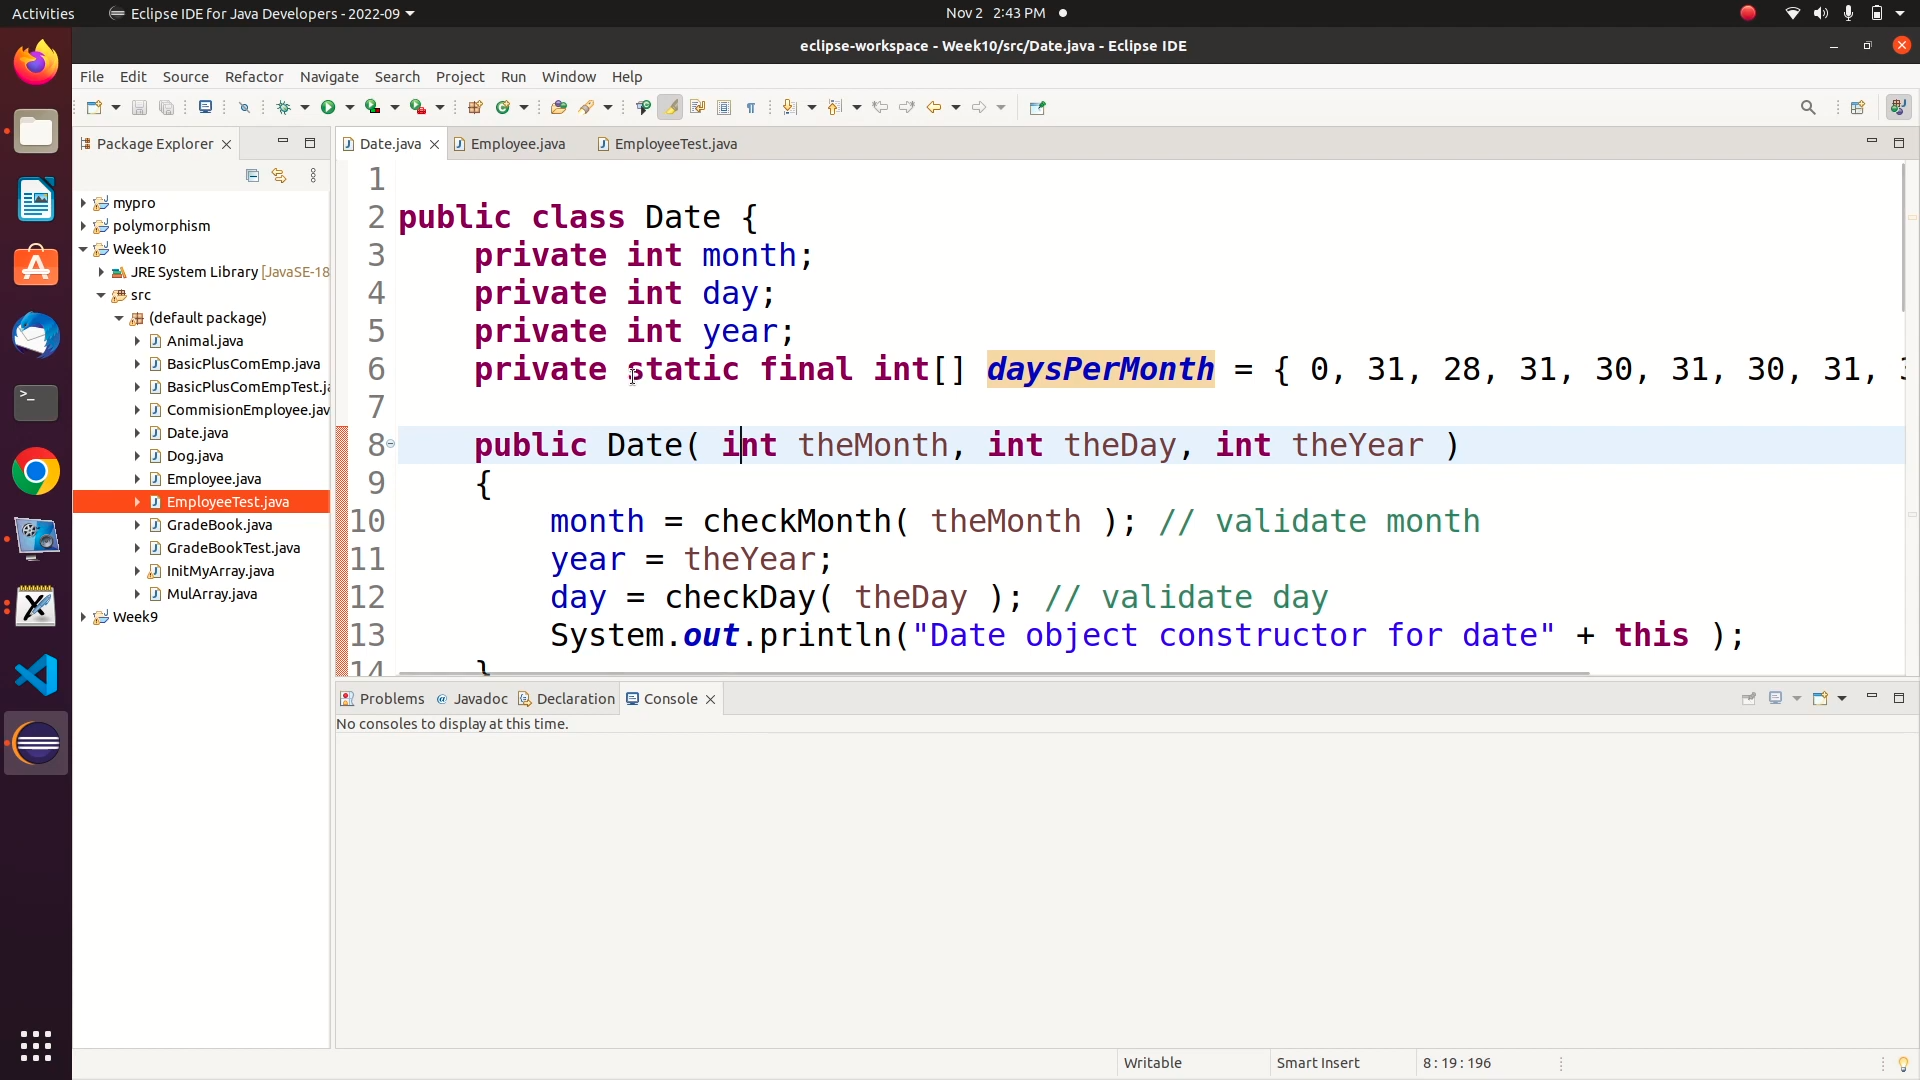 Activities Eclipse IDE for Java Developers - 2022-09 Nov 2 2:43 PM
eclipse-workspace - Week10/src/Date.java - Eclipse IDE
File Edit Source Refactor Navigate Search Project Run Window Help
Package Explorer
mypro
polymorphism
Week10
JRE System Library [JavaSE-18
src
(default package)
Animal.java
BasicPlusComEmp.java
BasicPlusComEmpTest.ja
CommisionEmployee.jav
Date.java
Dog.java
Employee.java
EmployeeTest.java
GradeBook.java
GradeBookTest.java
InitMyArray.java
MulArray.java
Week9
Date.java Employee.java EmployeeTest.java
1
2 public class Date {
3 private int month;
4 private int day;
5 private int year;
6 private static final int[] daysPerMonth = { 0, 31, 28, 31, 30, 31, 30, 31,
7
8 public Date( int theMonth, int theDay, int theYear )
9 {
10 month = checkMonth( theMonth ); // validate month
11 year = theYear;
12 day = checkDay( theDay ); // validate day
13 System.out.println("Date object constructor for date" + this );
14 }
Problems @ Javadoc Declaration Console
No consoles to display at this time.
Writable Smart Insert 8 : 19 : 196